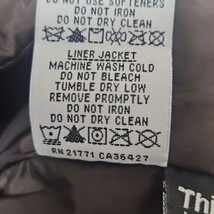 DO NOT USE SOFTENERS
DO NOT IRON
DO NOT DRY CLEAN
LINER JACKET
MACHINE WASH COLD
DO NOT BLEACH
TUMBLE DRY LOW
REMOVE PROMPTLY
DO NOT IRON
DO NOT DRY CLEAN
RN 21771 CA36427
Th